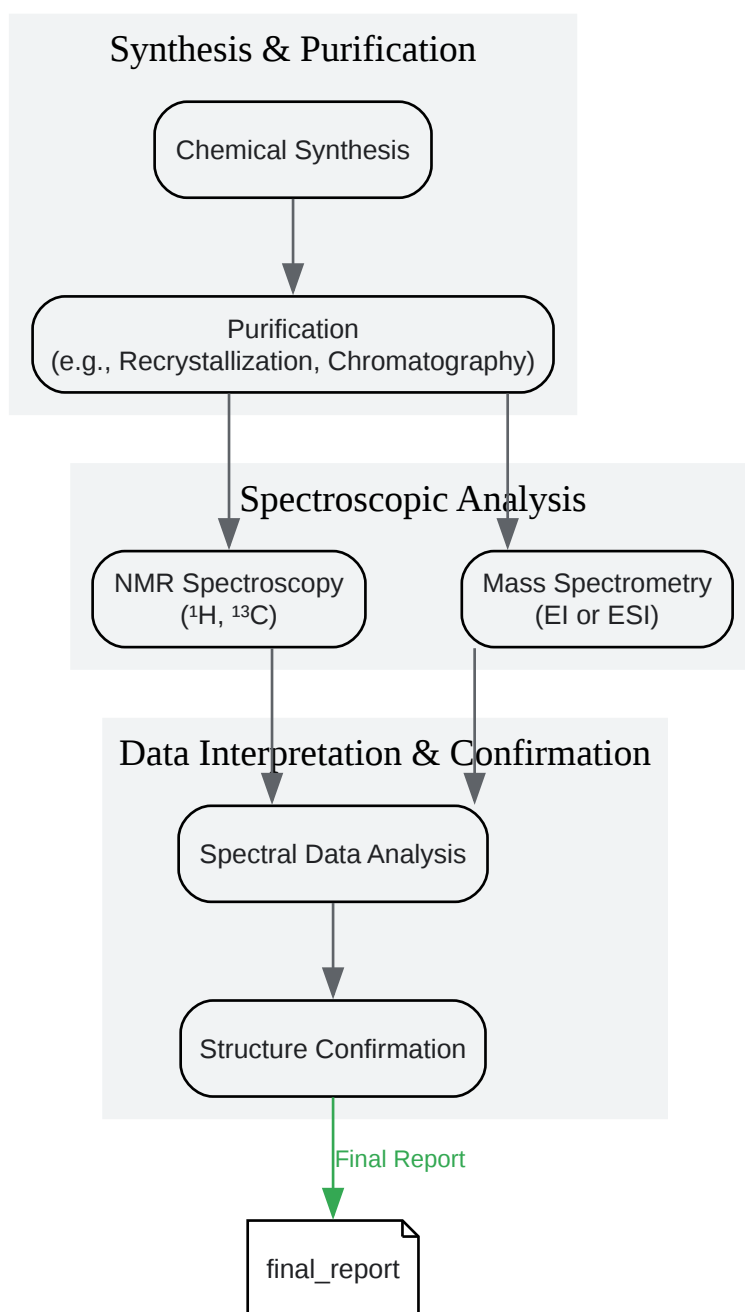 Synthesis & Purification
Chemical Synthesis
Purification
(e.g., Recrystallization, Chromatography)
Spectroscopic Analysis
NMR Spectroscopy
(¹H, ¹³C)
Mass Spectrometry
(EI or ESI)
Data Interpretation & Confirmation
Spectral Data Analysis
Structure Confirmation
Final Report
final_report